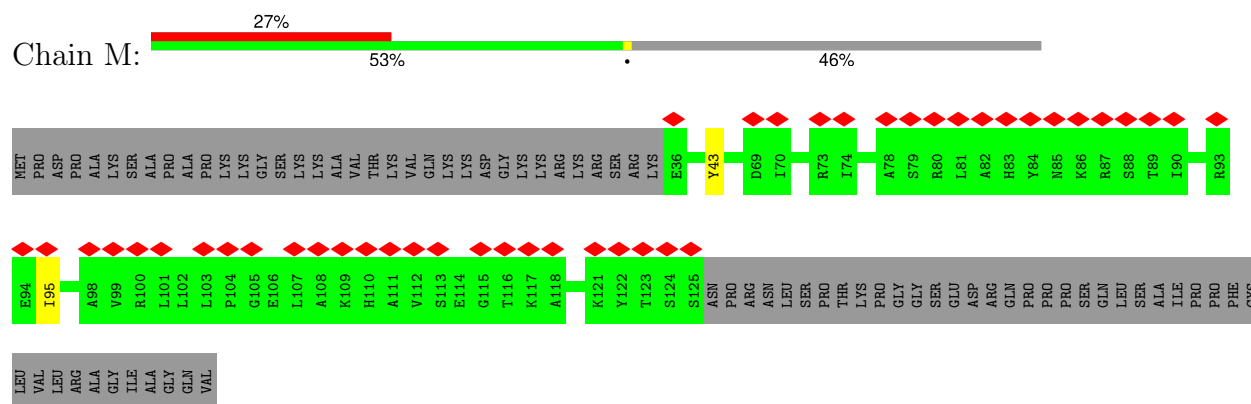 27%
Chain M:
53% • 46%
MET PRO ASP PRO ALA LYS SER ALA PRO ALA PRO LYS LYS GLY SER LYS LYS ALA VAL THR LYS VAL GLN LYS LYS ASP GLY LYS LYS ARG LYS ARG SER ARG LYS E36 Y43 D69 I70 R73 I74 A78 S79 R80 L81 A82 H83 Y84 N85 K86 R87 S88 T89 I90 R93
E94 I95 A98 V99 R100 L101 L102 L103 P104 G105 E106 L107 A108 K109 H110 A111 V112 S113 E114 G115 T116 K117 A118 K121 Y122 T123 S124 S125 ASN PRO ARG ASN LEU SER PRO THR LYS PRO GLY GLY SER GLU ASP ARG GLN PRO PRO PRO SER GLN LEU SER ALA ILE PRO PRO PHE CYS
LEU VAL LEU ARG ALA GLY ILE ALA GLY GLN VAL